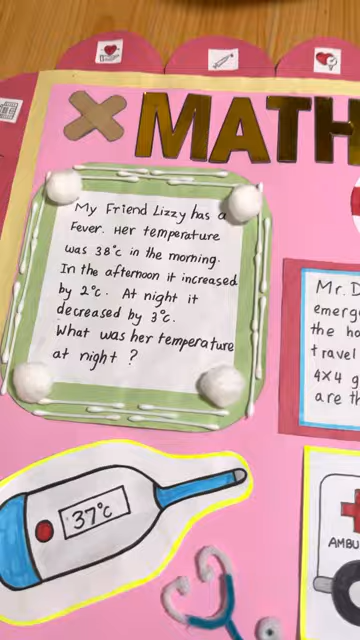 MATH
My Friend Lizzy has a
Fever. Her temperature
was 38°c in the morning.
In the afternoon it increased
by 2°c. At night it
decreased by 3°c.
What was her temperature
at night ?
Mr. D
emerg
the ho
travel
4x4 g
are th
37°c
AMBU